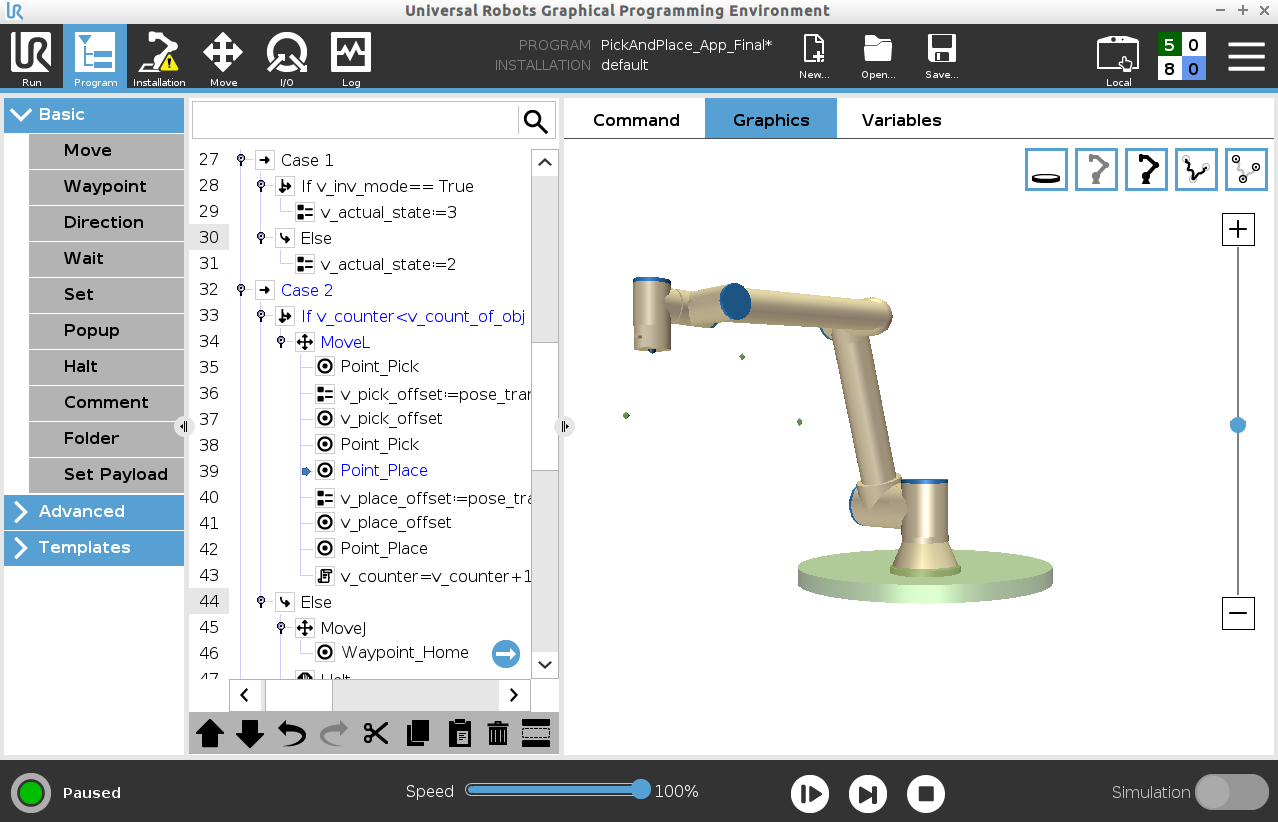 UR Universal Robots Graphical Programming Environment
UR
Run
Program
Installation
Move
I/O
Log
PROGRAM PickAndPlace_App_Final*
INSTALLATION default
New...
Open...
Save...
Local
5 0
8 0
Basic
Move
Waypoint
Direction
Wait
Set
Popup
Halt
Comment
Folder
Set Payload
Advanced
Templates
27 Case 1
28 If v_inv_mode== True
29 v_actual_state:=3
30 Else
31 v_actual_state:=2
32 Case 2
33 If v_counter<v_count_of_obj
34 MoveL
35 Point_Pick
36 v_pick_offset:=pose_tran
37 v_pick_offset
38 Point_Pick
39 Point_Place
40 v_place_offset:=pose_tra
41 v_place_offset
42 Point_Place
43 v_counter=v_counter+1
44 Else
45 MoveJ
46 Waypoint_Home
47 Halt
Command
Graphics
Variables
Paused
Speed 100%
Simulation